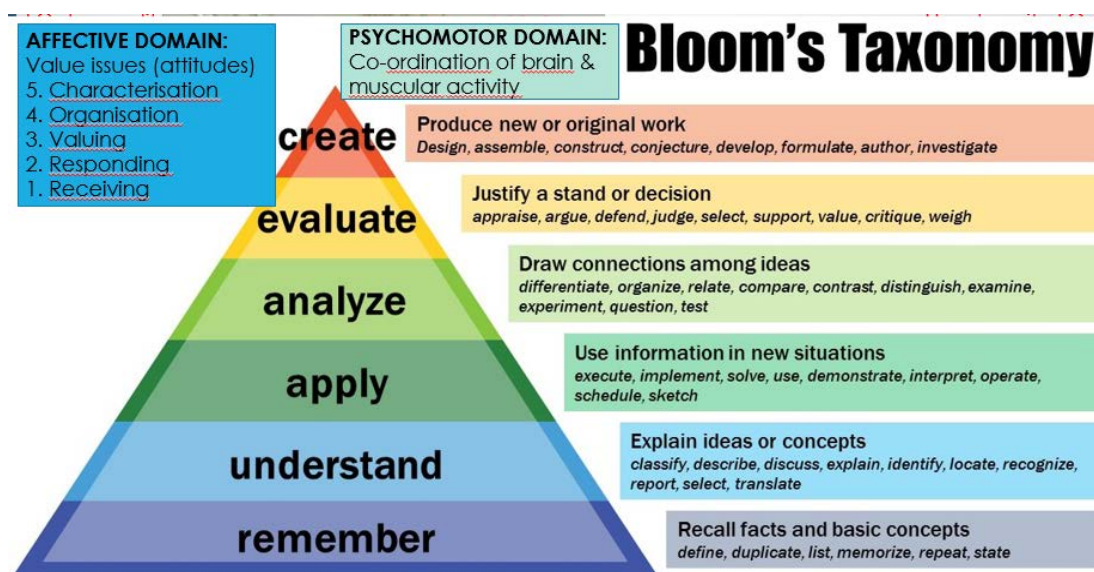 AFFECTIVE DOMAIN:
Value issues (attitudes)
5. Characterisation
4. Organisation
3. Valuing
2. Responding
1. Receiving
PSYCHOMOTOR DOMAIN:
Co-ordination of brain &
muscular activity
Bloom's Taxonomy
create
Produce new or original work
Design, assemble, construct, conjecture, develop, formulate, author, investigate
evaluate
Justify a stand or decision
appraise, argue, defend, judge, select, support, value, critique, weigh
analyze
Draw connections among ideas
differentiate, organize, relate, compare, contrast, distinguish, examine,
experiment, question, test
apply
Use information in new situations
execute, implement, solve, use, demonstrate, interpret, operate,
schedule, sketch
understand
Explain ideas or concepts
classify, describe, discuss, explain, identify, locate, recognize,
report, select, translate
remember
Recall facts and basic concepts
define, duplicate, list, memorize, repeat, state